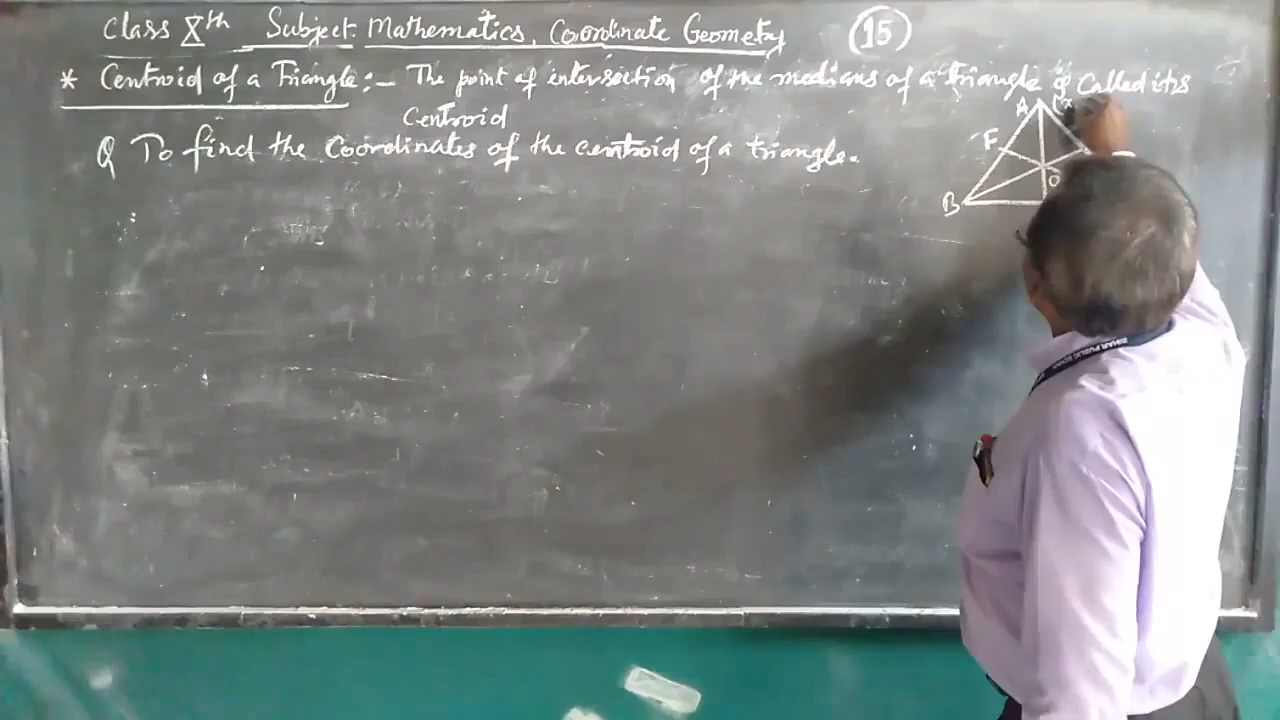 Class Xth Subject. Mathematics, Coordinate Geometry (15)
* Centroid of a Triangle:- The point of intersection of the medians of a triangle is called its
Centroid
Q To find the coordinates of the centroid of a triangle.
A (x
F
O
B